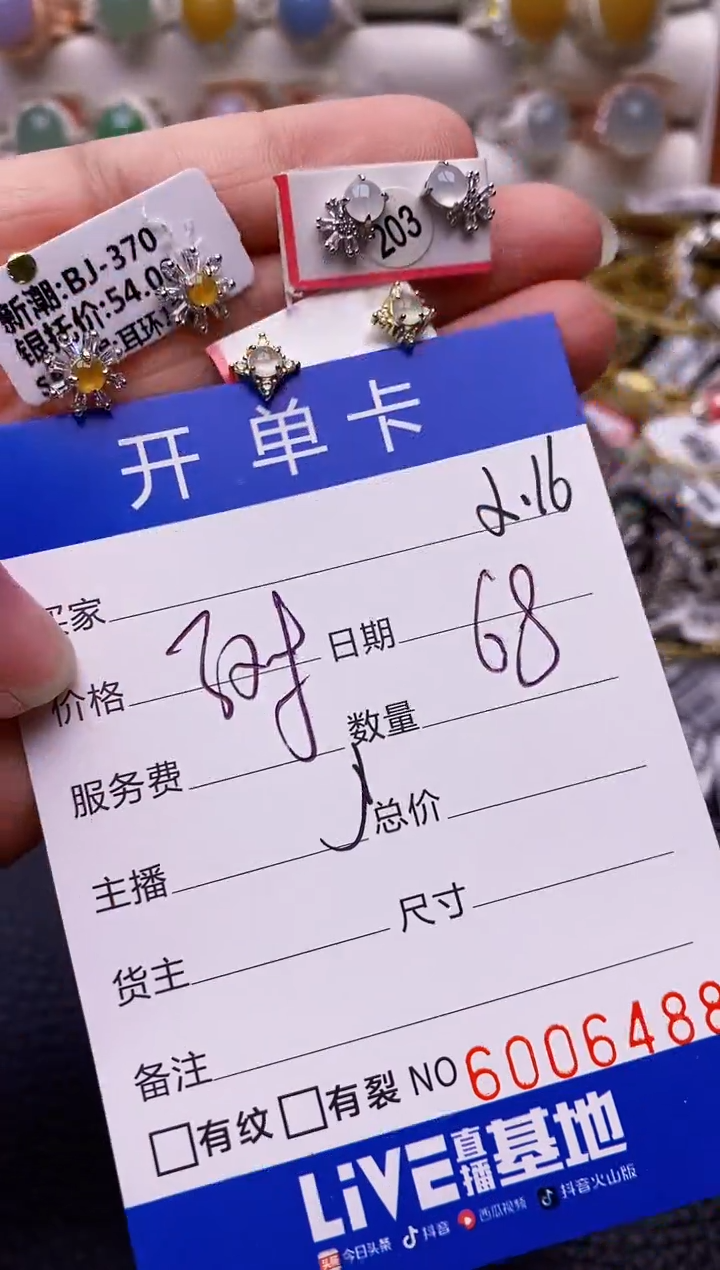 新潮:BJ-370
203
银托价:54.0
耳环
开单卡
2.16
买家
价格 日期 68
服务费 数量
主播 总价
货主 尺寸
备注
有纹 有裂 NO 6006488
LiVE直播基地
头条 今日头条 抖音 西瓜视频 抖音火山版